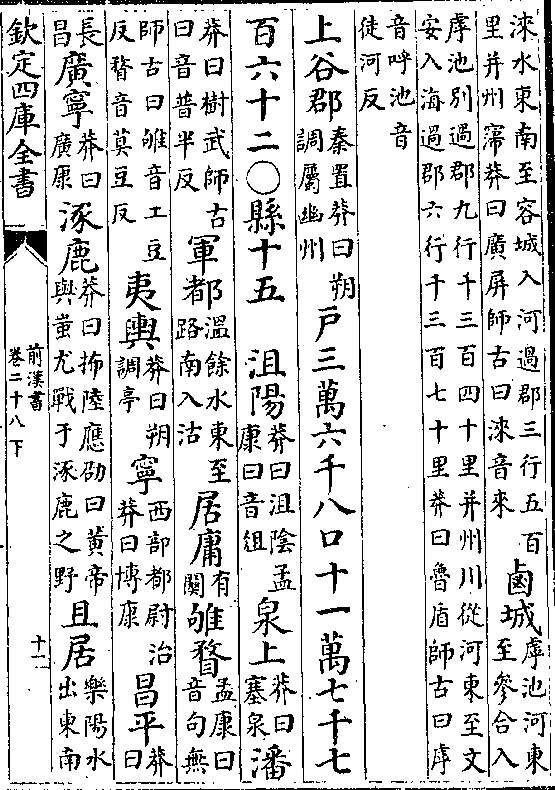 淶水東南至容城入河過郡三行五百里并州寖莽曰廣屏師古曰淶音來鹵城虖池河東至參合入
虖池別過郡九行千三百四十里并州川從河東至文安入海過郡六行千三百七十里莽曰魯盾師古曰虖
音呼池音徒河反
上谷郡秦置莽曰朔調屬幽州戶三萬六千八口十一萬七千七
百六十二〇縣十五 沮陽莽曰沮陰孟康曰音俎泉上莽曰塞泉潘
莽曰樹武師古曰音普半反軍都溫餘水東至路南入沽居庸有關雊瞀孟康曰音句無
師古曰雊音工豆反瞀音莫豆反夷輿莽曰朔調亭寧西部都尉治莽曰博康昌平莽曰
長昌廣寧莽曰廣康涿鹿莽曰抪陸應劭曰黃帝與蚩尤戰于涿鹿之野且居樂陽水出東南
欽定四庫全書
前漢書
卷二十八下
十一